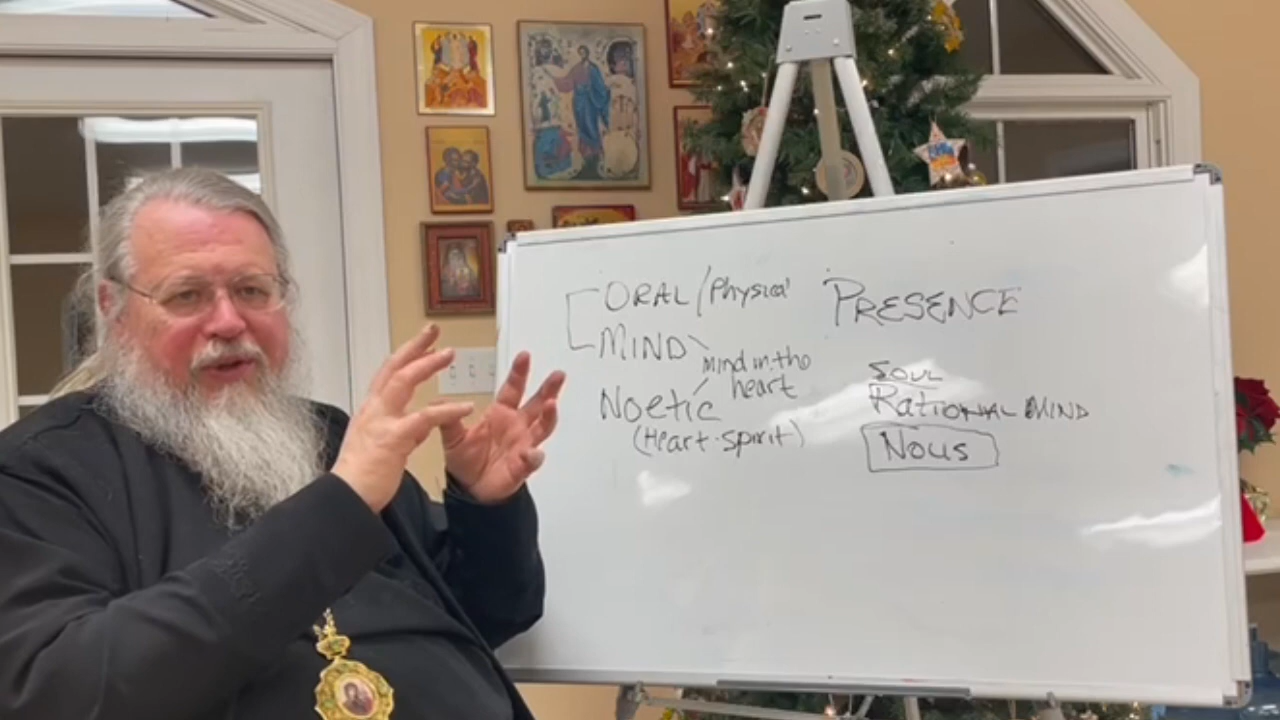 ORAL / Physical PRESENCE
MIND
mind in the
heart
Noetic
(Heart-spirit)
SOUL
RATIONAL MIND
Nous